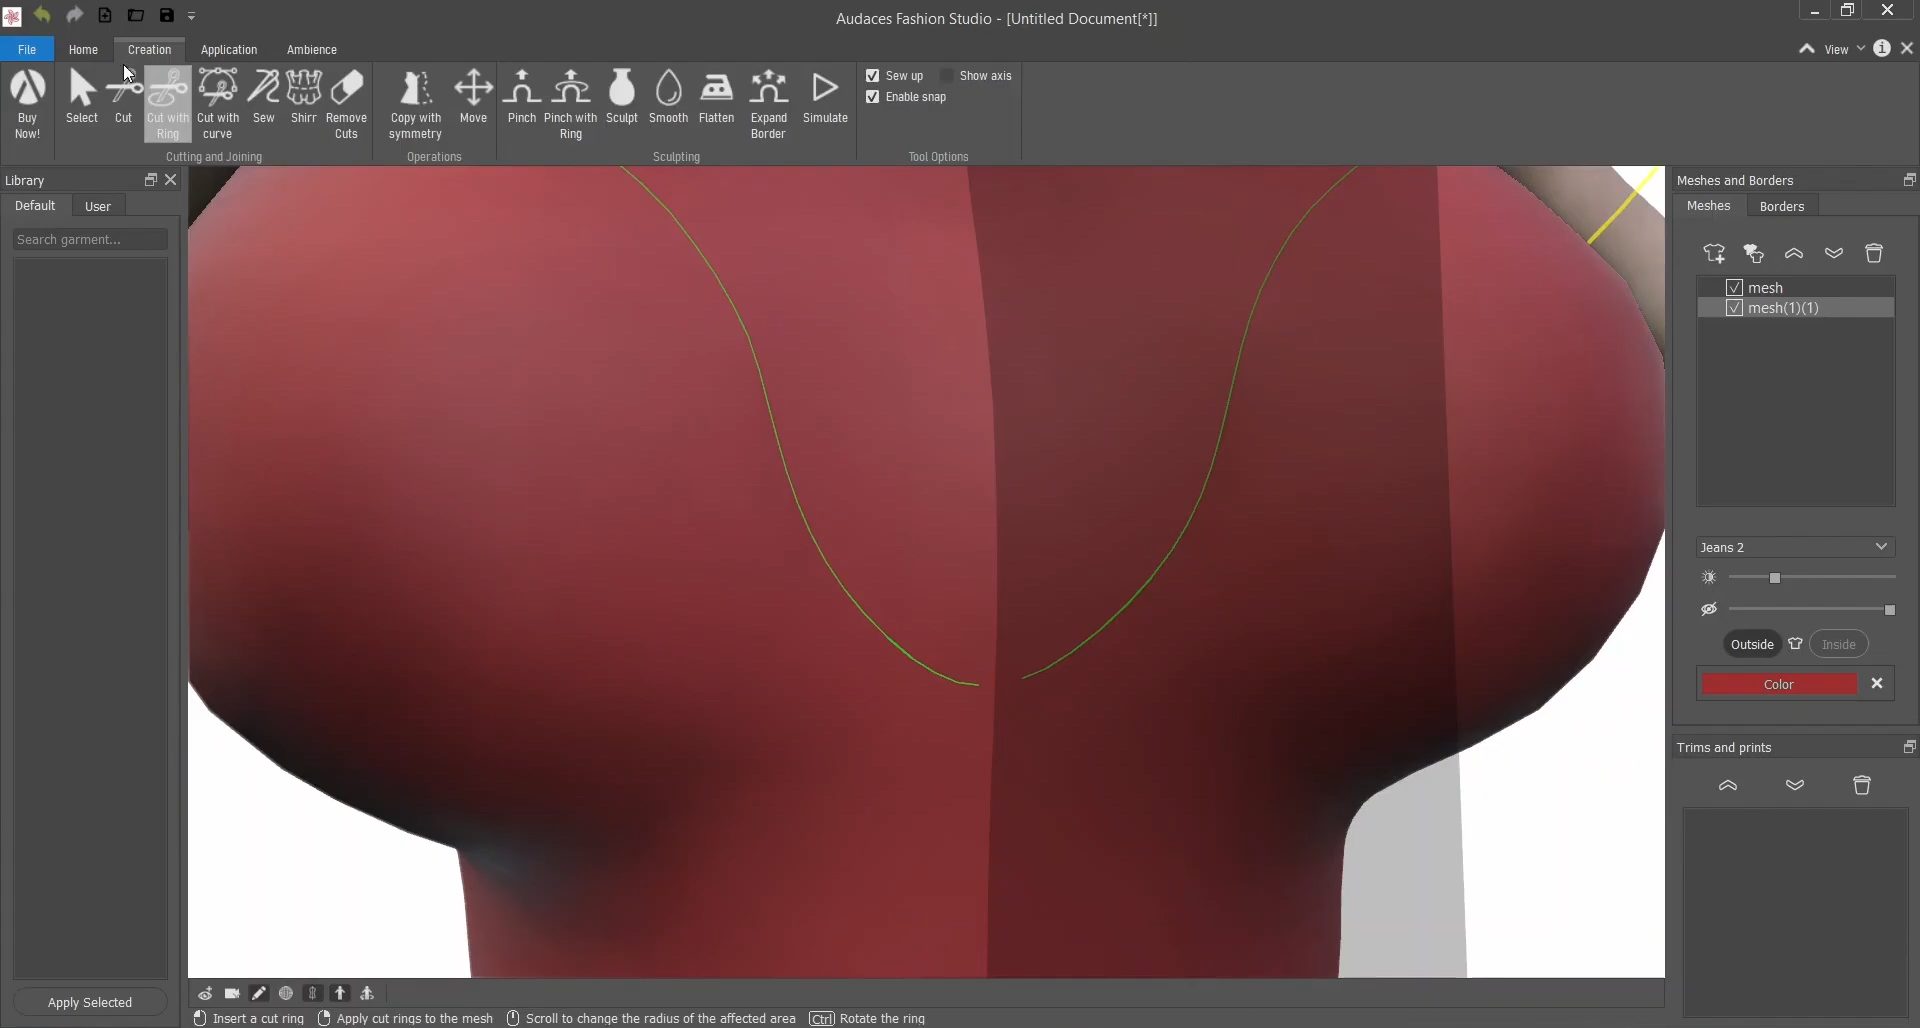 Audaces Fashion Studio - [Untitled Document[*]]
File Home Creation Application Ambience View
Buy Now!
Select
Cut
Cut with Ring
Cut with curve
Sew
Shirr
Remove Cuts
Copy with symmetry
Move
Pinch
Pinch with Ring
Sculpt
Smooth
Flatten
Expand Border
Simulate
Sew up Show axis
Enable snap
Cutting and Joining Operations Sculpting Tool Options
Library
Default User
Search garment...
Apply Selected
Meshes and Borders
Meshes Borders
mesh
mesh(1)(1)
Jeans 2
Outside Inside
Color
Trims and prints
Insert a cut ring Apply cut rings to the mesh Scroll to change the radius of the affected area Ctrl Rotate the ring